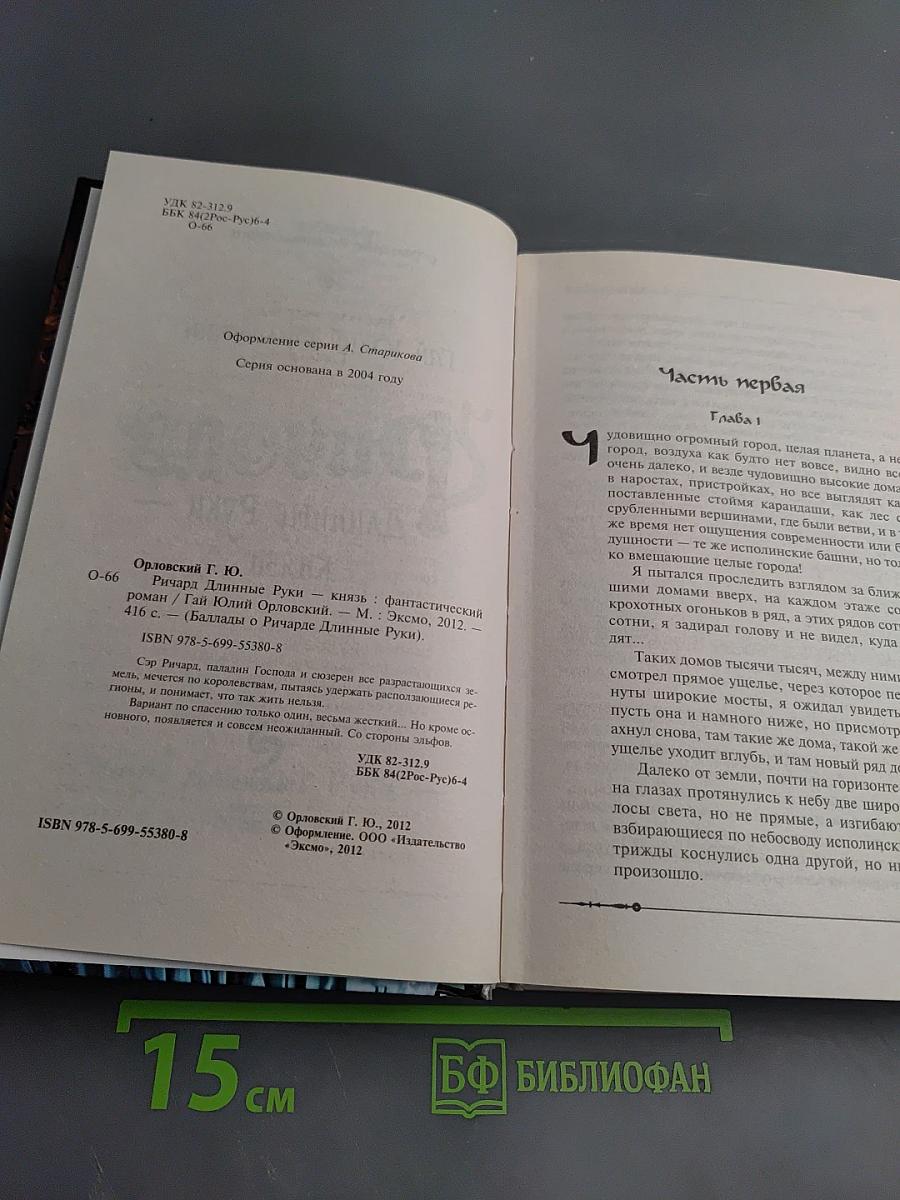 УДК 82-312.9
ББК 84(2Рос-Рус)6-4
О-66
Оформление серии А. Старикова
Серия основана в 2004 году
Орловский Г. Ю.
О-66 Ричард Длинные Руки — князь : фантастический
роман / Гай Юлий Орловский. — М. : Эксмо, 2012. —
416 с. — (Баллады о Ричарде Длинные Руки).
ISBN 978-5-699-55380-8
Сэр Ричард, паладин Господа и сюзерен все разрастающихся зе-
мель, мечется по королевствам, пытаясь удержать расползающиеся ре-
гионы, и понимает, что так жить нельзя.
Вариант по спасению только один, весьма жесткий... Но кроме ос-
новного, появляется и совсем неожиданный. Со стороны эльфов.
УДК 82-312.9
ББК 84(2Рос-Рус)6-4
© Орловский Г. Ю., 2012
© Оформление. ООО «Издательство
«Эксмо», 2012
ISBN 978-5-699-55380-8
Часть первая
Глава 1
Чудовищно огромный город, целая планета, а не
город, воздуха как будто нет вовсе, видно вс
очень далеко, и везде чудовищно высокие дома
в наростах, пристройках, но все выглядят ка
поставленные стоймя карандаши, как лес с
срубленными вершинами, где были ветви, и в
же время нет ощущения современности или б
дущности — те же исполинские башни, но тол
ко вмещающие целые города!
Я пытался проследить взглядом за ближ
шими домами вверх, на каждом этаже со
крохотных огоньков в ряд, а этих рядов сот
сотни, я задирал голову и не видел, куда
дят...
Таких домов тысячи тысяч, между ним
смотрел прямое ущелье, через которое пе
нуты широкие мосты, я ожидал увидеть
пусть она и намного ниже, но присмотр
ахнул снова, там такие же дома, такой же
ущелье уходит вглубь, и там новый ряд до
Далеко от земли, почти на горизонте
на глазах протянулись к небу две широ
лосы света, но не прямые, а изгибают
взбирающиеся по небосводу исполинск
трижды коснулись одна другой, но ни
произошло.
15 см
БФ БИБЛИОФАН